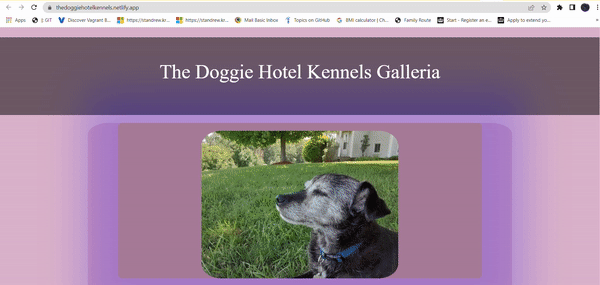 thedoggiehotelkennels.netlify.app
Apps
GIT
Discover Vagrant B...
https://standrew.kr...
https://standrew.kr...
Mail Basic Inbox
Topics on GitHub
BMI calculator | Ch...
Family Route
Start - Register an e...
Apply to extend yo...
The Doggie Hotel Kennels Galleria